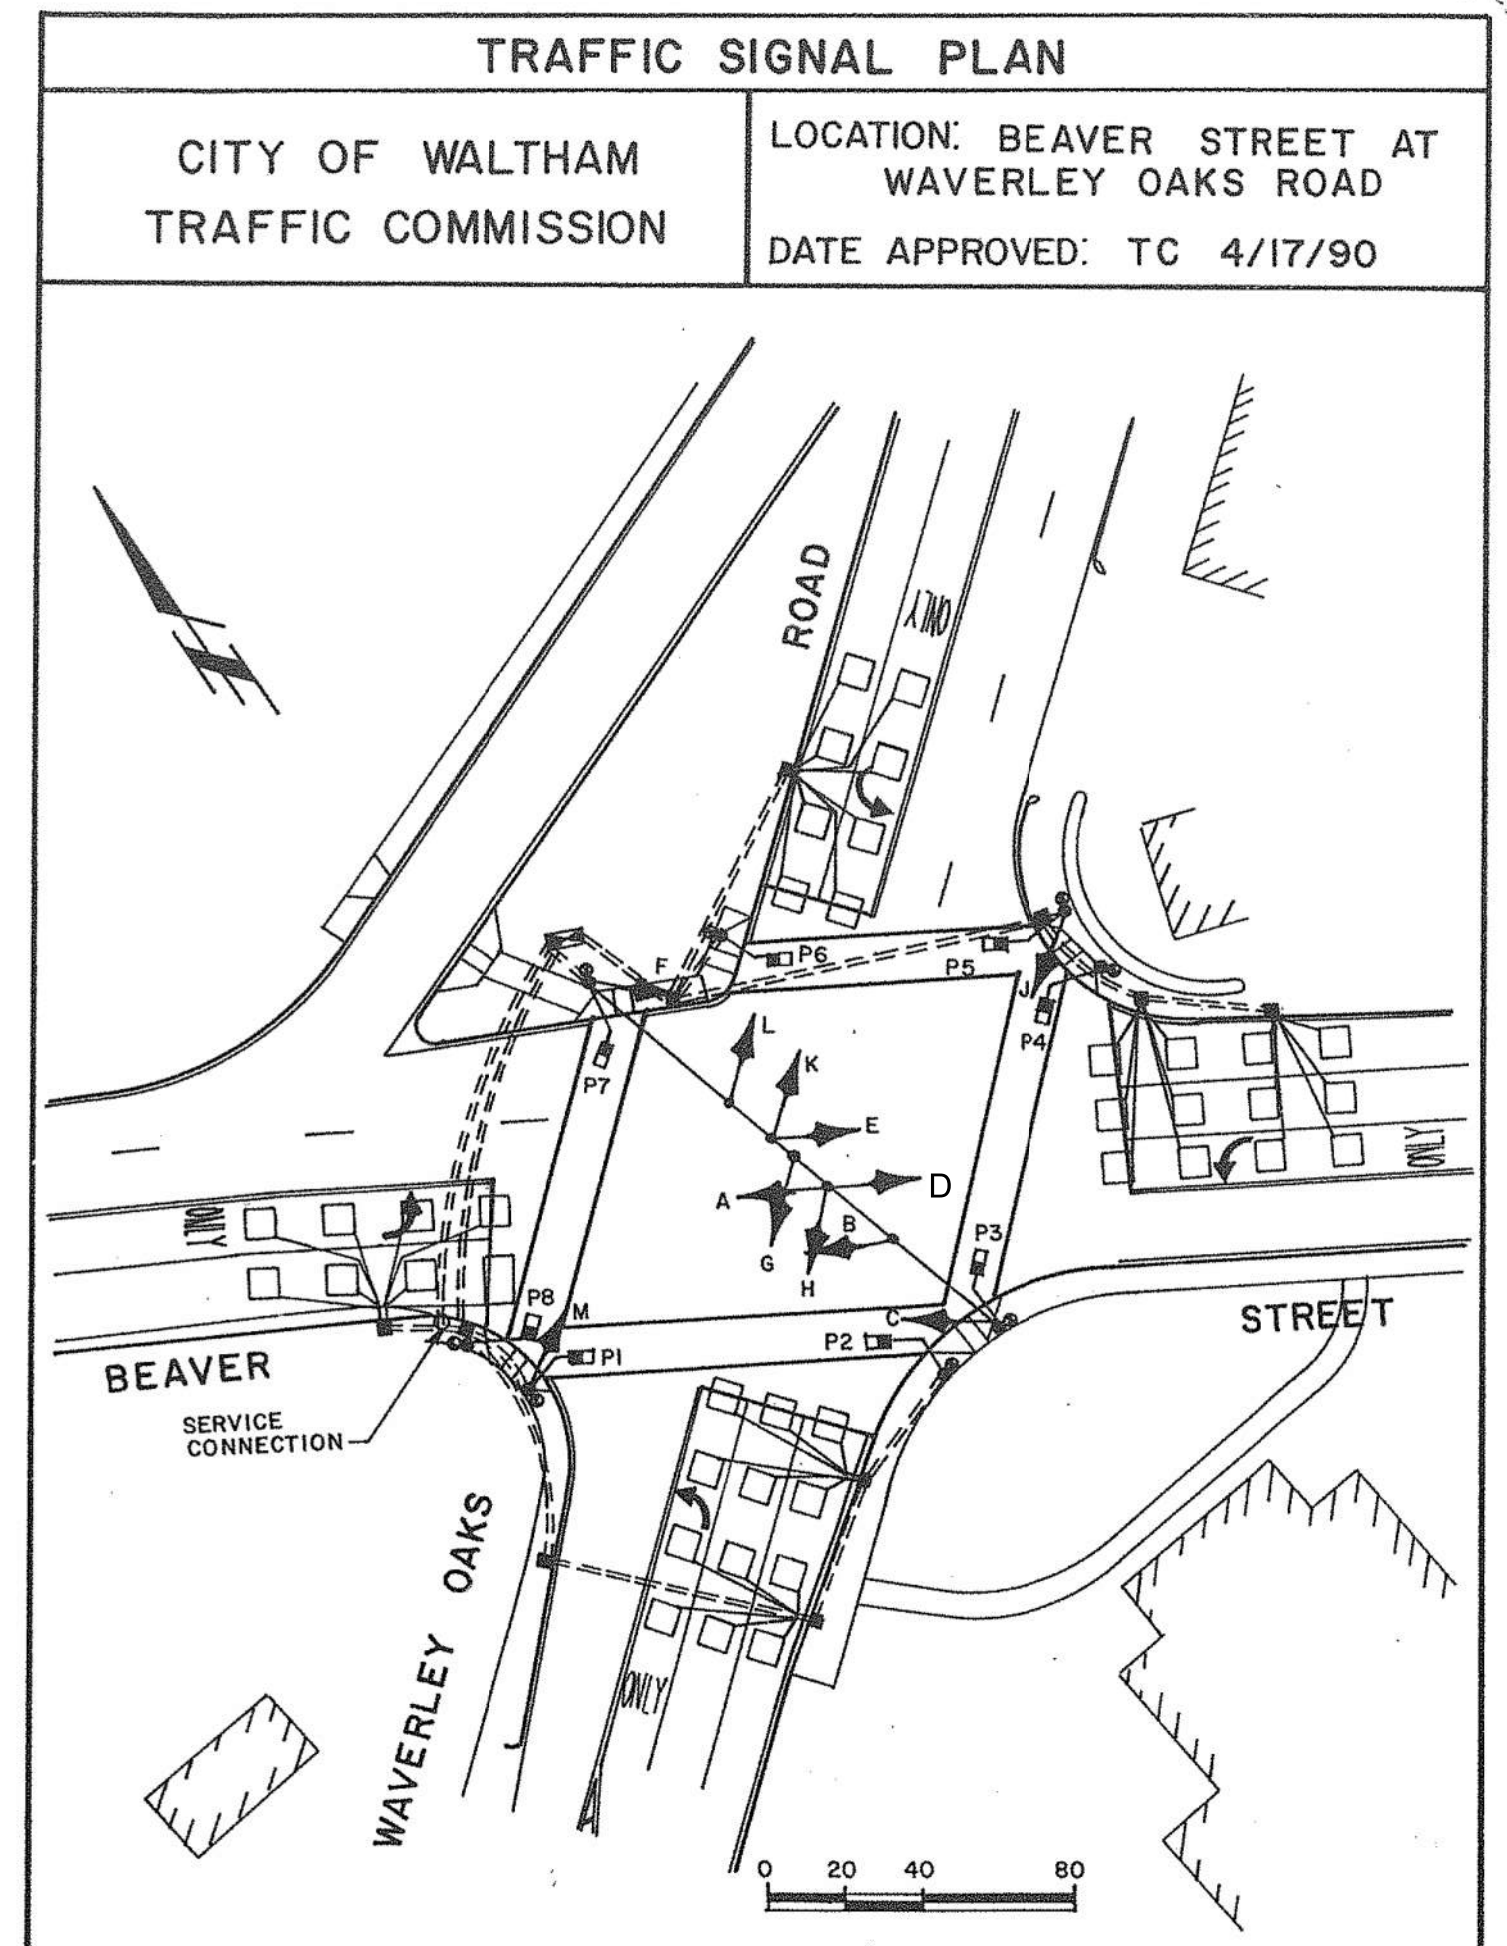 TRAFFIC SIGNAL PLAN
CITY OF WALTHAM
TRAFFIC COMMISSION
LOCATION: BEAVER STREET AT
WAVERLEY OAKS ROAD
DATE APPROVED: TC 4/17/90
ROAD
ONLY
F
P6
P5
J
P4
P7
L
K
E
D
A
B
G
H
P3
ONLY
ONLY
P8
M
C
P2
P1
STREET
BEAVER
SERVICE
CONNECTION
WAVERLEY OAKS
ONLY
0 20 40 80